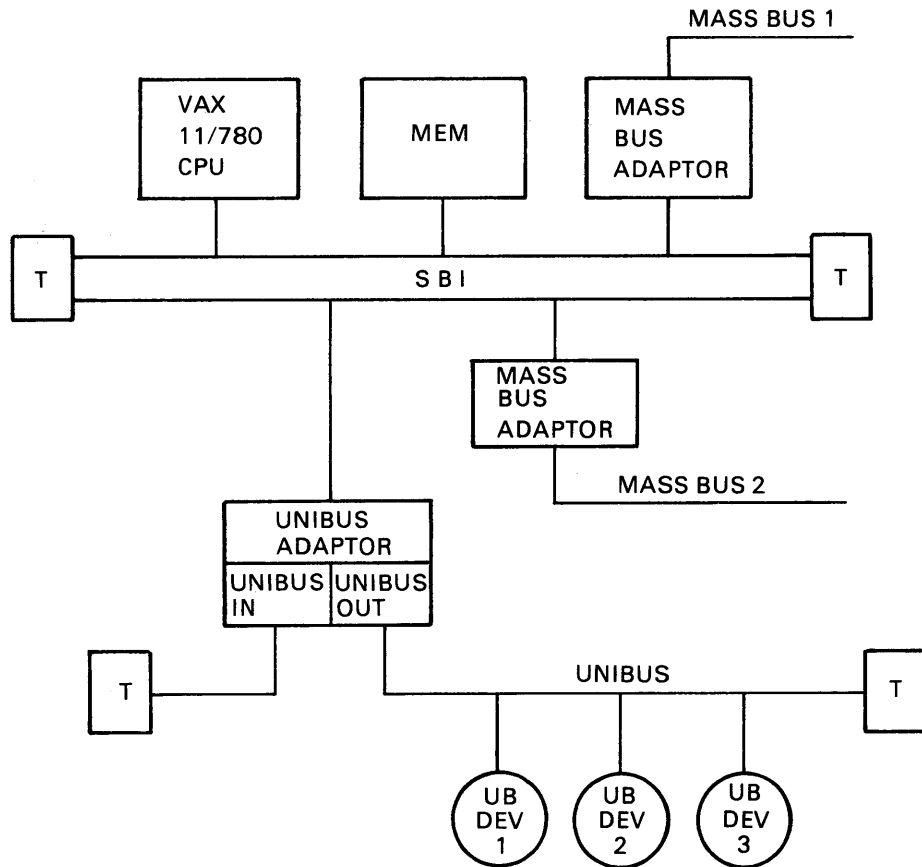 MASS BUS 1
VAX
11/780
CPU
MEM
MASS
BUS
ADAPTOR
T
S B I
T
MASS
BUS
ADAPTOR
MASS BUS 2
UNIBUS
ADAPTOR
UNIBUS
IN
UNIBUS
OUT
T
UNIBUS
T
UB
DEV
1
UB
DEV
2
UB
DEV
3